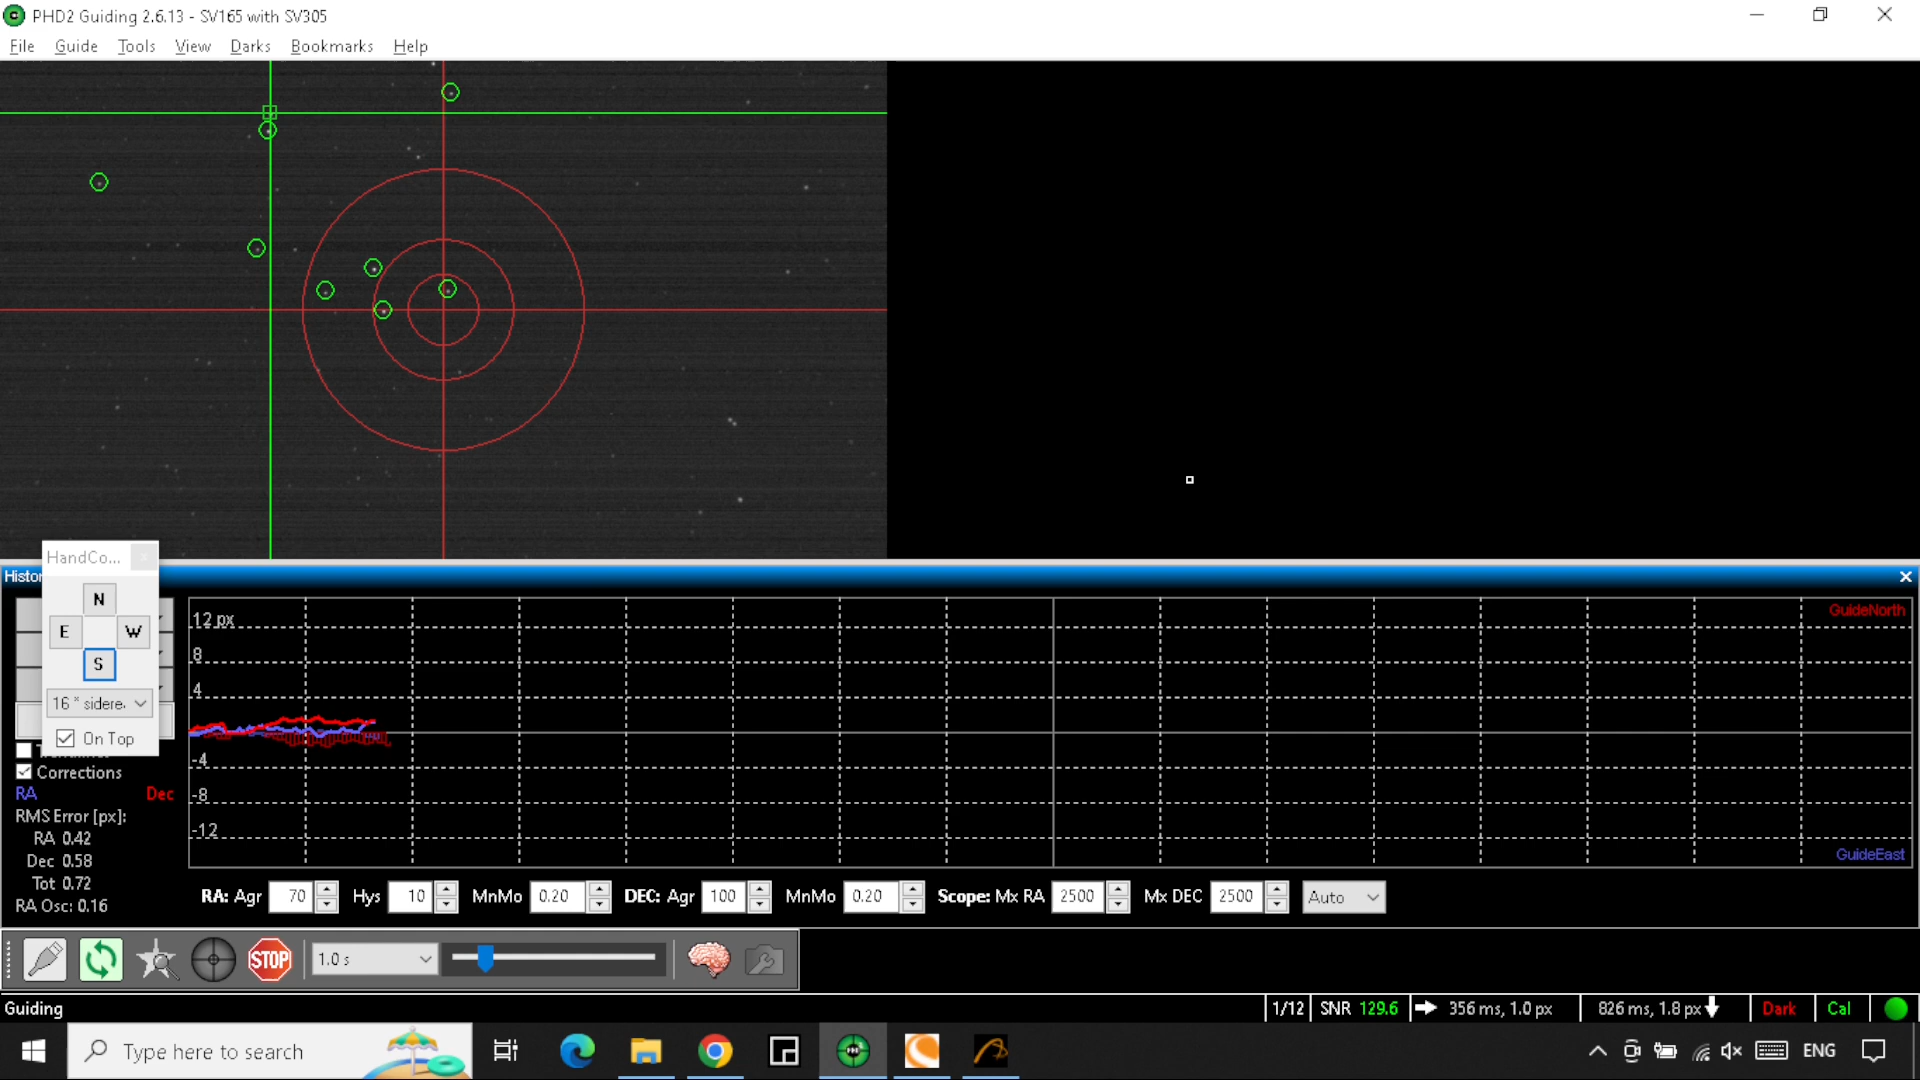 PHD2 Guiding 2.6.13 - SV165 with SV305
File Guide Tools View Darks Bookmarks Help
HandCo...
N
E W
S
16 * sidere
On Top
Corrections
RA Dec
RMS Error [px]:
RA 0.42
Dec 0.58
Tot 0.72
RA Osc: 0.16
12 px
8
4
-4
-8
-12
GuideNorth
GuideEast
RA: Agr 70 Hys 10 MnMo 0.20 DEC: Agr 100 MnMo 0.20 Scope: Mx RA 2500 Mx DEC 2500 Auto
STOP
1.0 s
Guiding 1/12 SNR 129.6 356 ms, 1.0 px 826 ms, 1.8 px Dark Cal
Type here to search
ENG